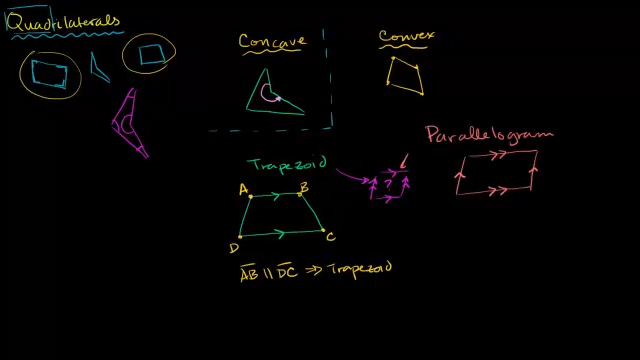 Quadrilaterals
Concave
Convex
Parallelogram
Trapezoid
?
A B
D C
AB || DC => Trapezoid